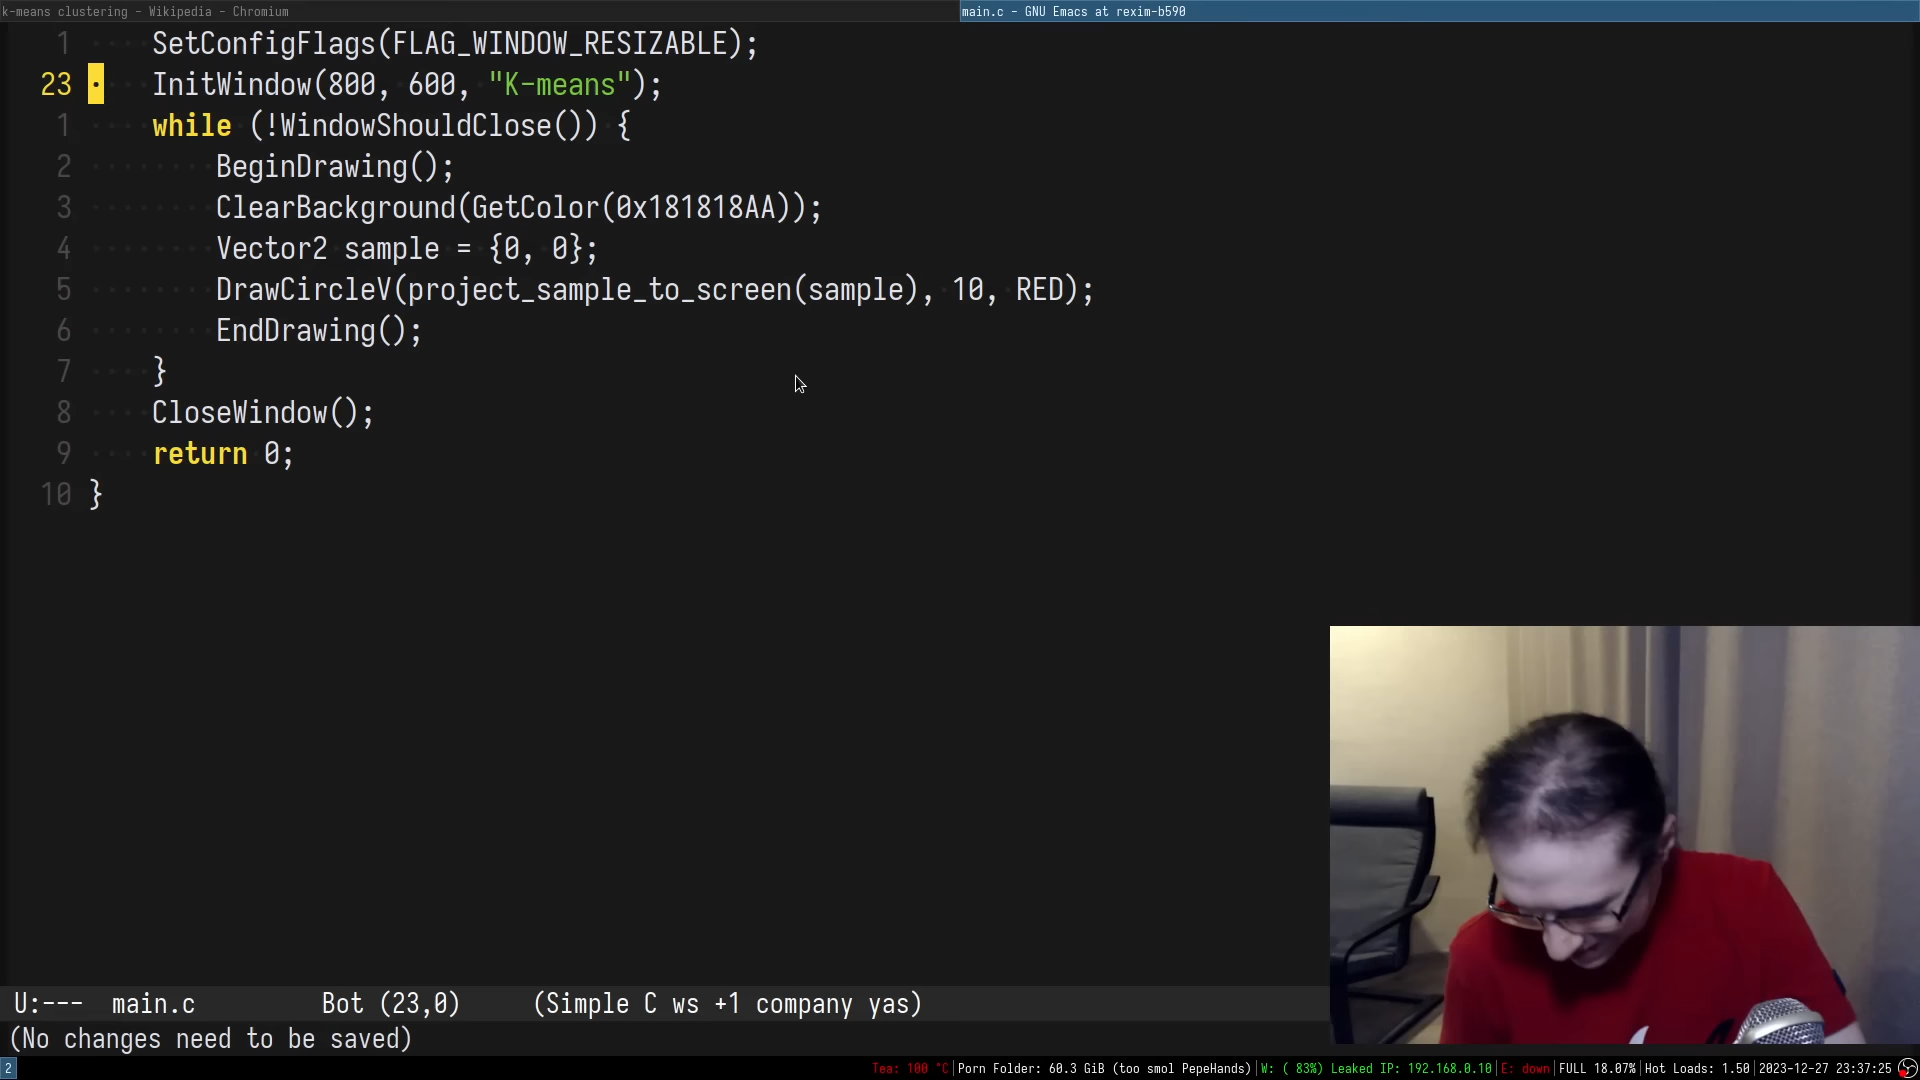 k-means clustering - Wikipedia - Chromium
main.c - GNU Emacs at rexim-b590
1 SetConfigFlags(FLAG_WINDOW_RESIZABLE);
23 InitWindow(800, 600, "K-means");
1 while (!WindowShouldClose()) {
2 BeginDrawing();
3 ClearBackground(GetColor(0x181818AA));
4 Vector2 sample = {0, 0};
5 DrawCircleV(project_sample_to_screen(sample), 10, RED);
6 EndDrawing();
7 }
8 CloseWindow();
9 return 0;
10 }
U:--- main.c Bot (23,0) (Simple C ws +1 company yas)
(No changes need to be saved)
2 Tea: 100 °C|Porn Folder: 60.3 GiB (too smol PepeHands)|W: ( 83%) Leaked IP: 192.168.0.10|E: down|FULL 18.07%|Hot Loads: 1.50|2023-12-27 23:37:25